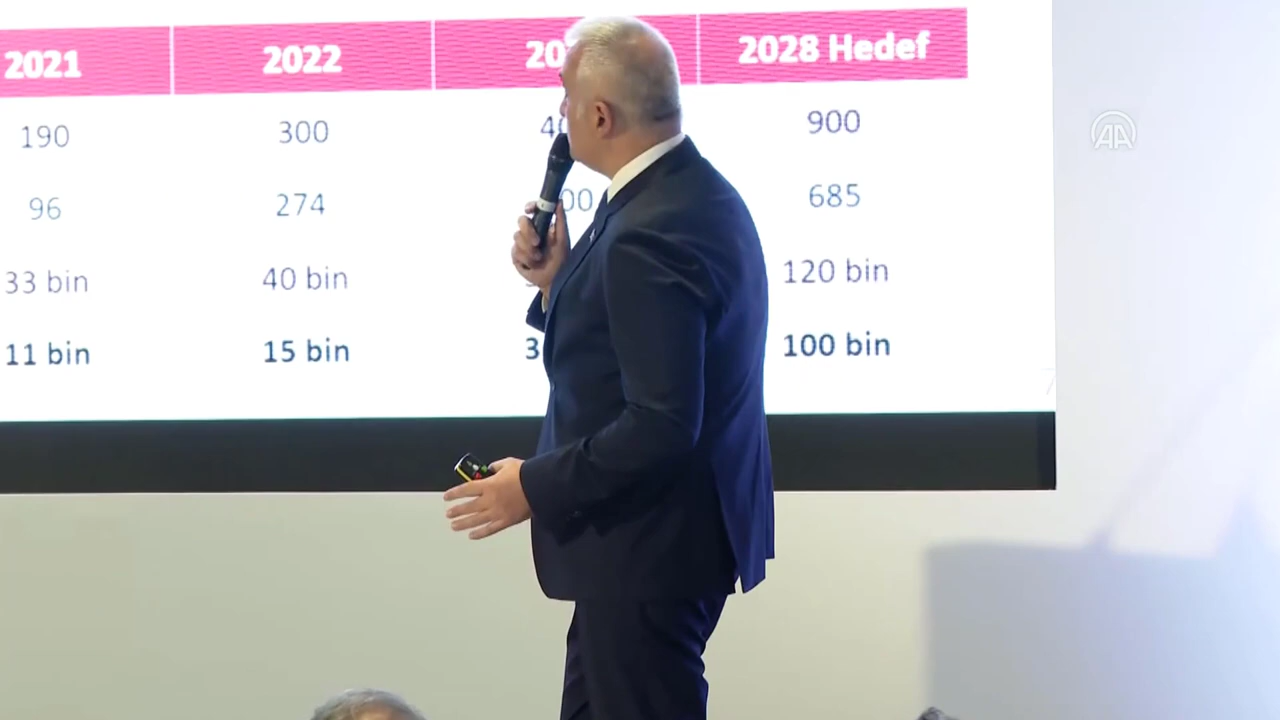 2021 2022 2028 Hedef
190 300 900
96 274 685
33 bin 40 bin 120 bin
11 bin 15 bin 100 bin
AA